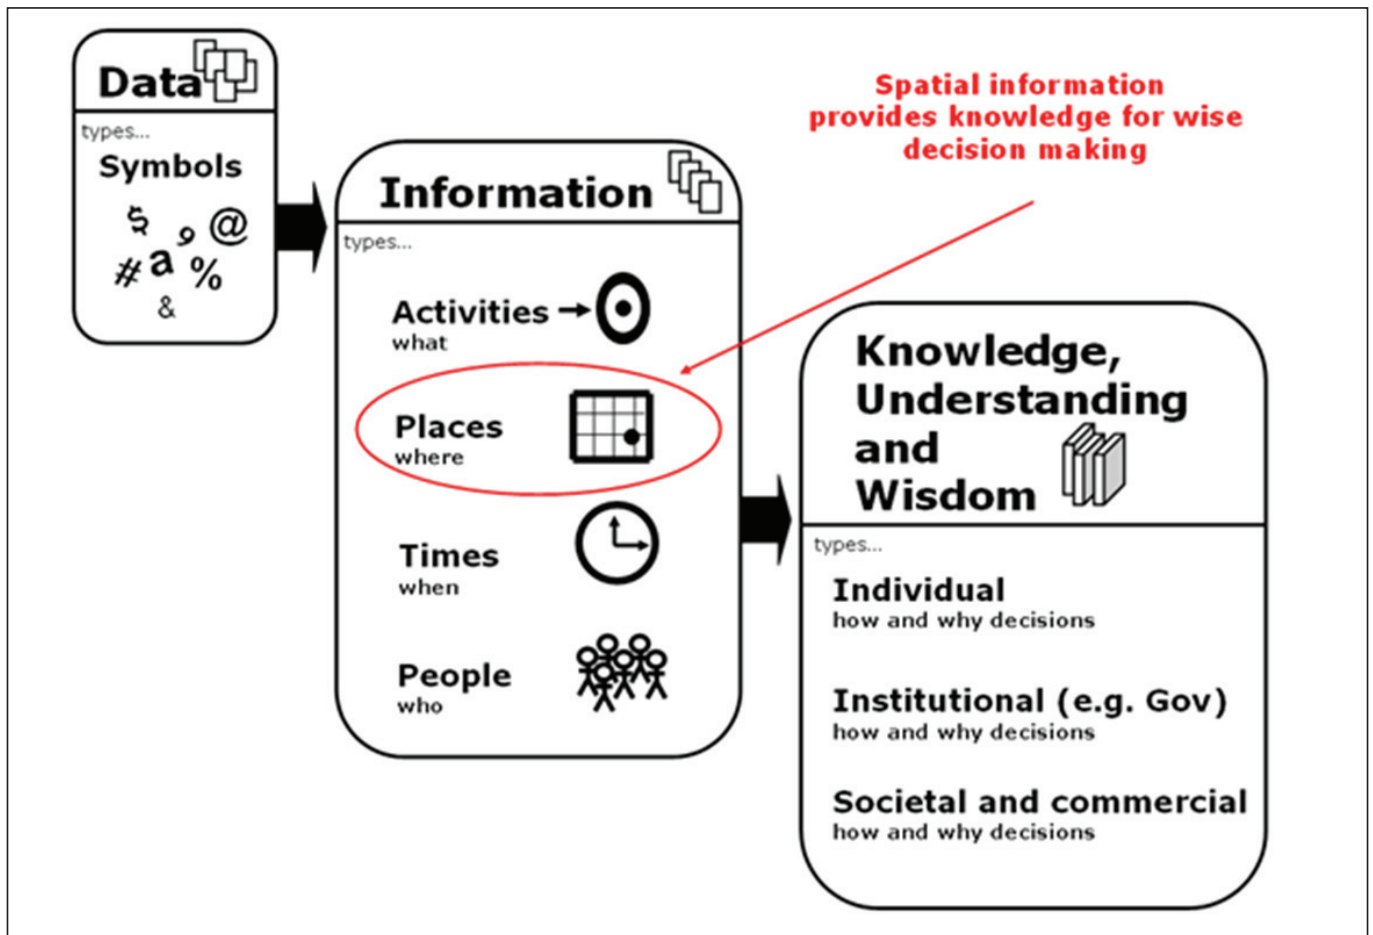 Data
types...
Symbols
$ , @
# a %
&
Information
types...
Activities
what
Places
where
Times
when
People
who
Spatial information
provides knowledge for wise
decision making
Knowledge,
Understanding
and
Wisdom
types...
Individual
how and why decisions
Institutional (e.g. Gov)
how and why decisions
Societal and commercial
how and why decisions